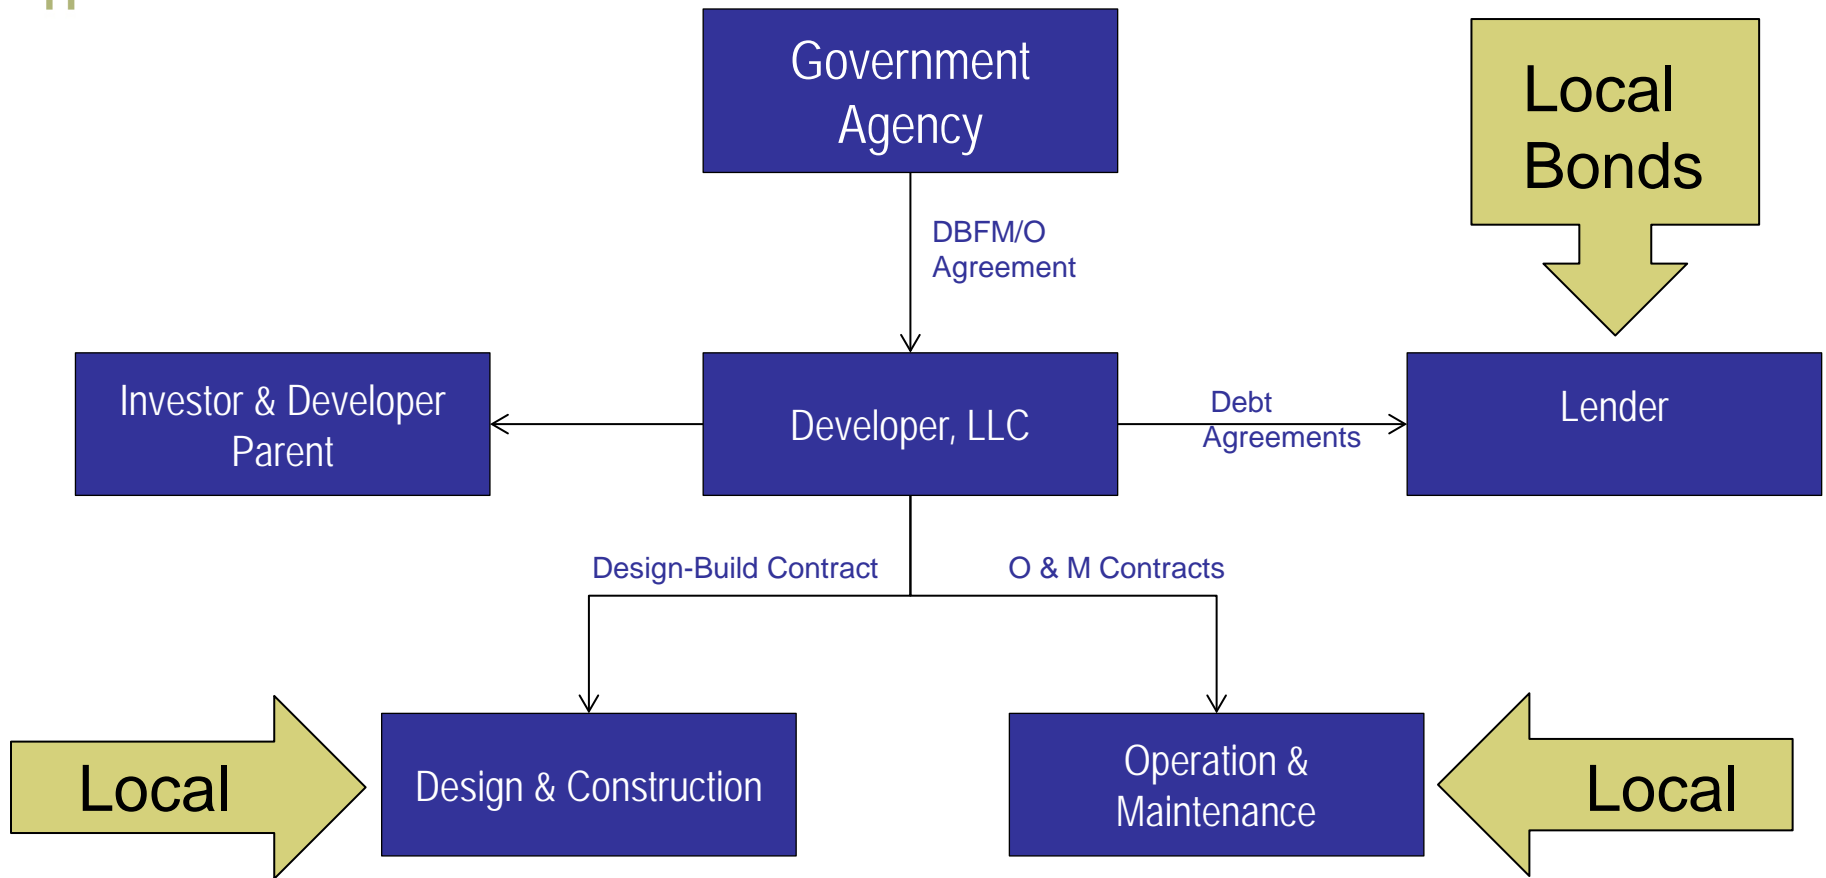 Government
Agency
Local
Bonds
DBFM/O
Agreement
Investor & Developer
Parent
Developer, LLC
Debt
Agreements
Lender
Design-Build Contract
O & M Contracts
Local
Design & Construction
Operation &
Maintenance
Local